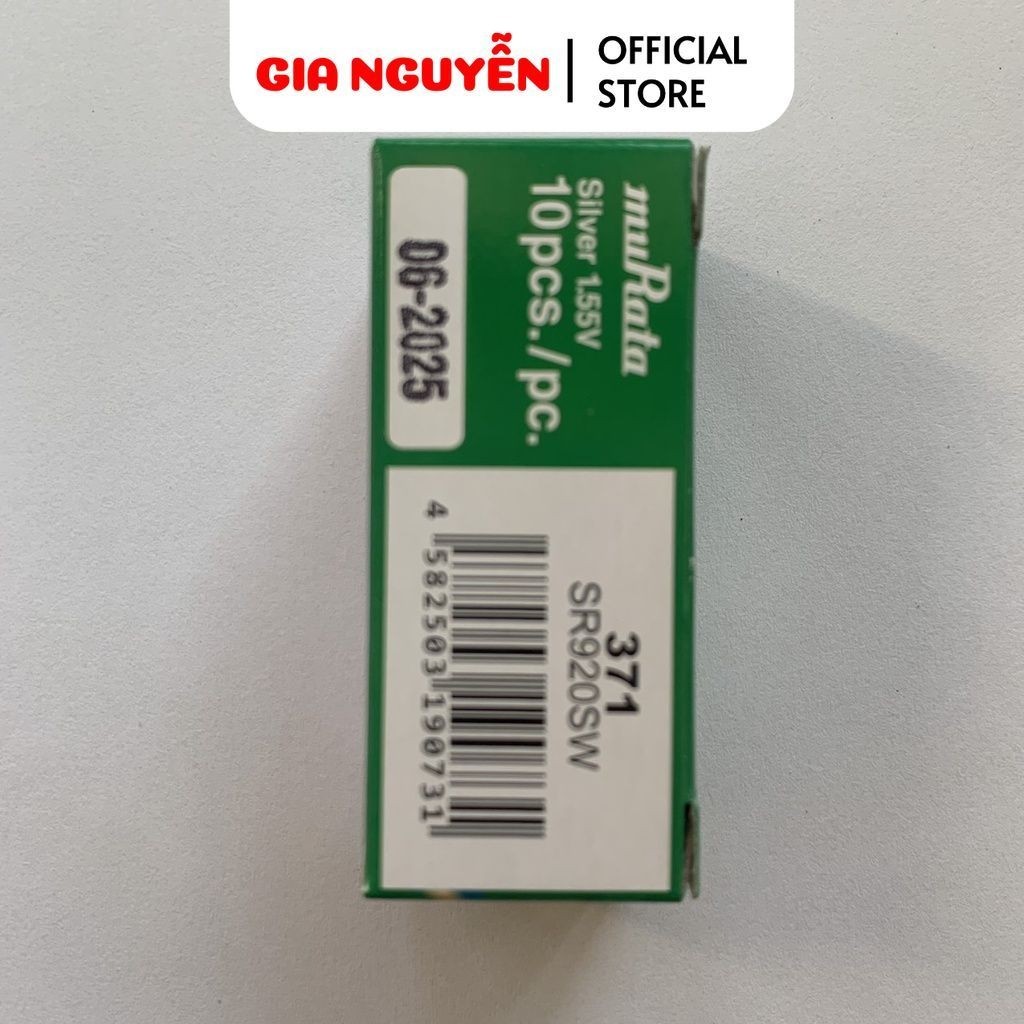 GIA NGUYỄN
OFFICIAL
STORE
muRata
Silver 1.55V
10pcs./pc.
06-2025
371
SR920SW
4 582503 190731